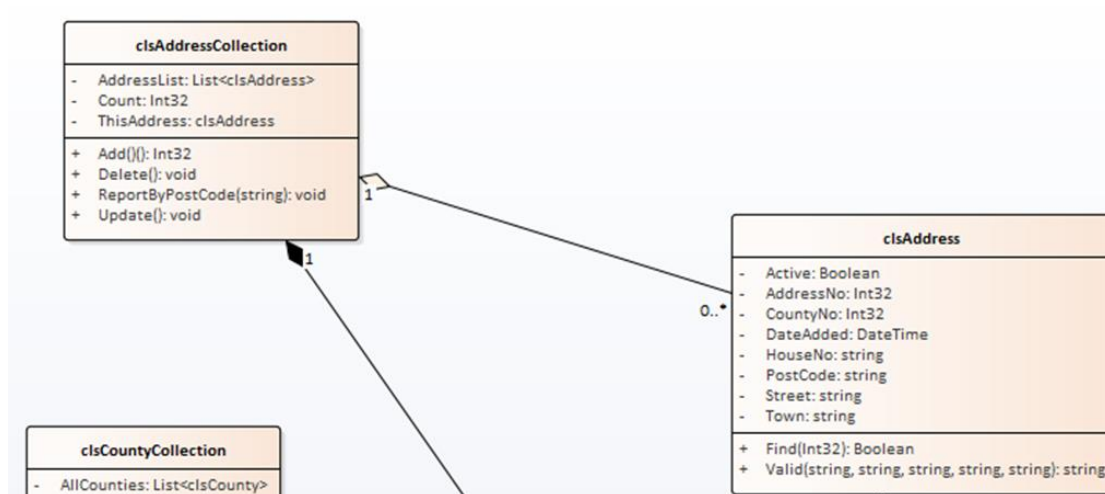 clsAddressCollection
- AddressList: List<clsAddress>
- Count: Int32
- ThisAddress: clsAddress
+ Add()(): Int32
+ Delete(): void
+ ReportByPostCode(string): void
+ Update(): void
1
1
clsAddress
- Active: Boolean
- AddressNo: Int32
- CountyNo: Int32
- DateAdded: DateTime
- HouseNo: string
- PostCode: string
- Street: string
- Town: string
+ Find(Int32): Boolean
+ Valid(string, string, string, string, string): string
0..*
clsCountyCollection
- AllCounties: List<clsCounty>